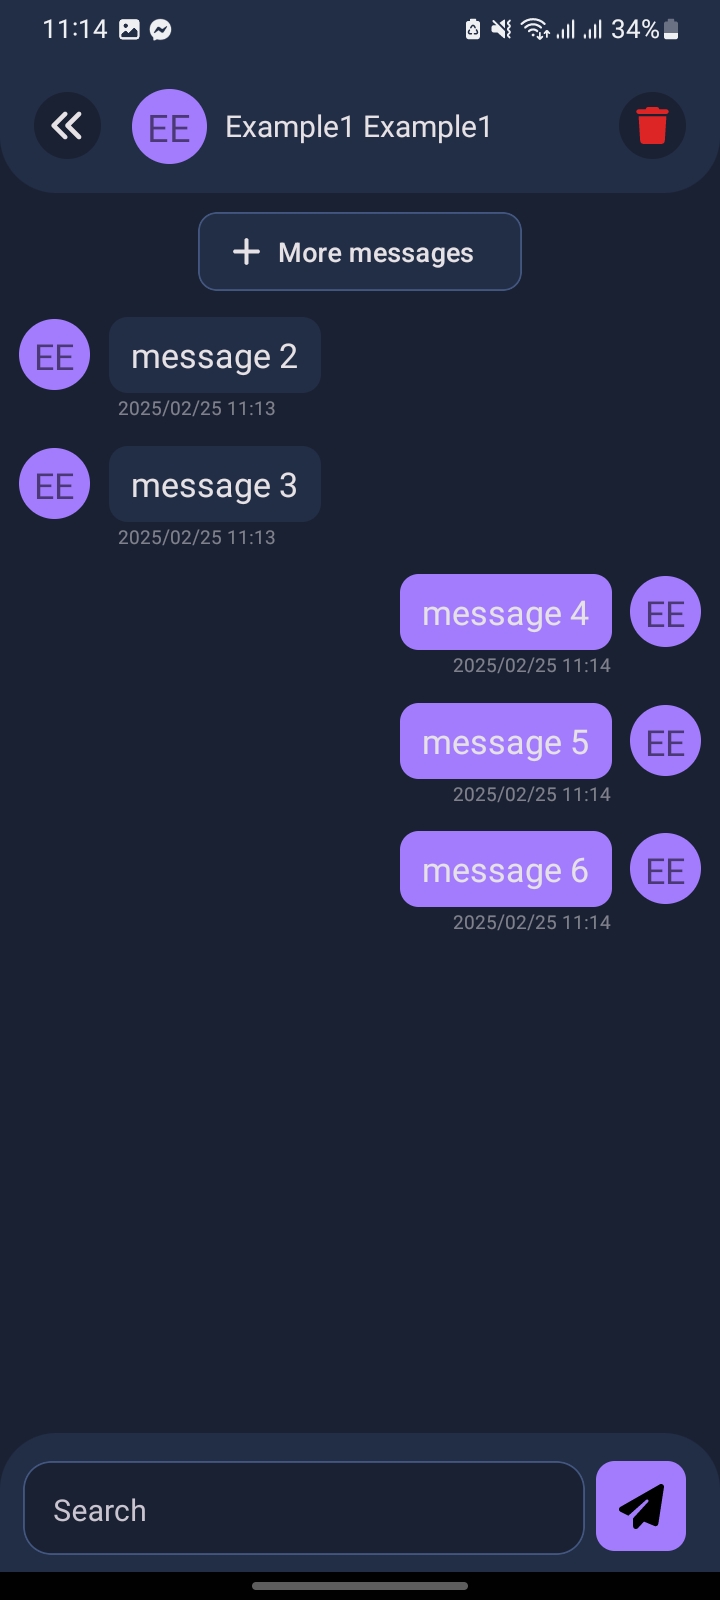 11:14 34%
EE Example1 Example1
More messages
EE message 2
2025/02/25 11:13
EE message 3
2025/02/25 11:13
message 4 EE
2025/02/25 11:14
message 5 EE
2025/02/25 11:14
message 6 EE
2025/02/25 11:14
Search